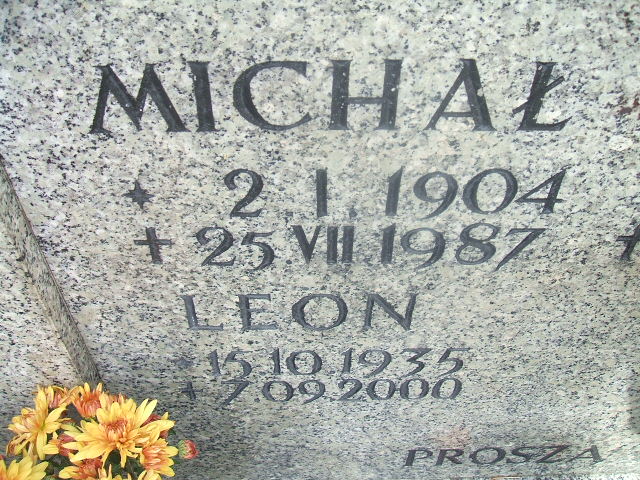 MICHAŁ
* 2.I.1904
† 25.VII.1987
LEON
* 15.10.1935
† 7.09.2000
PROSZA